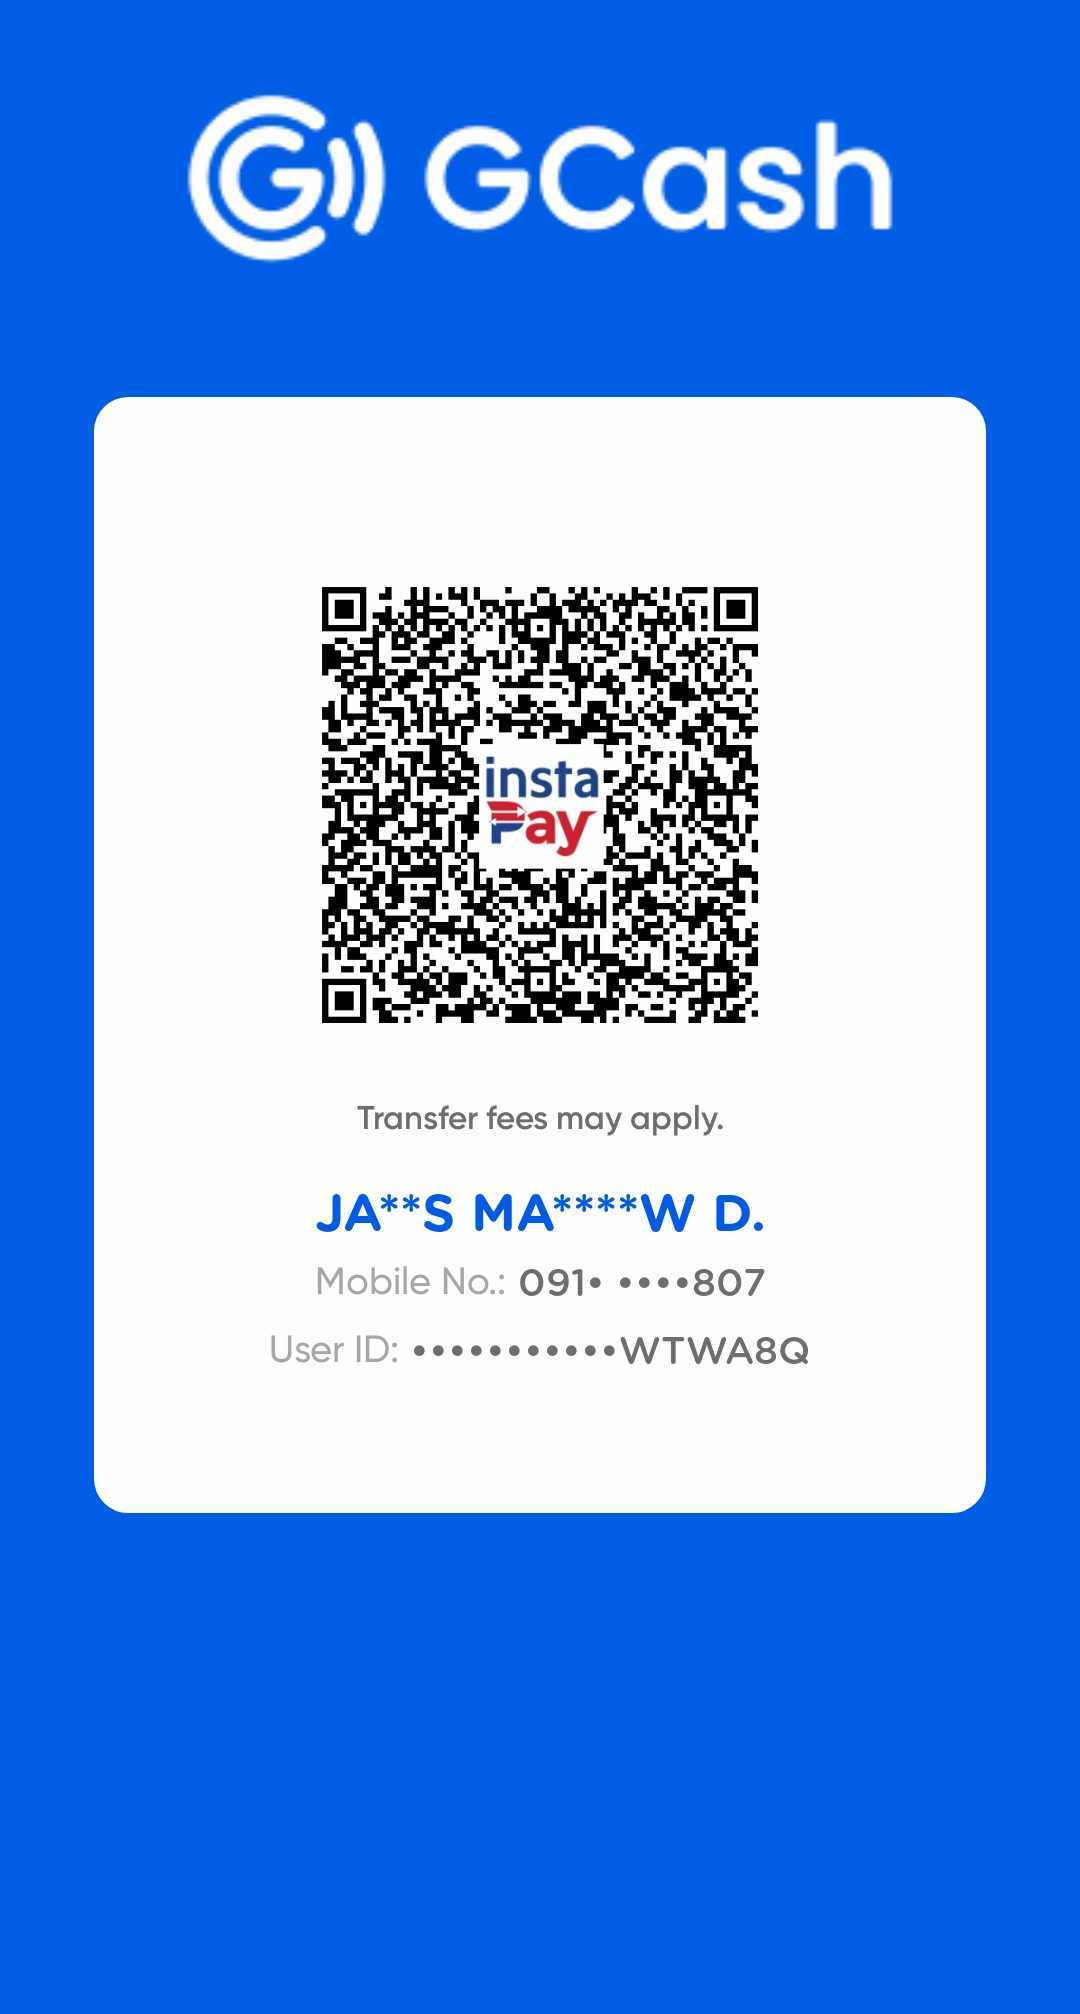 GCash
insta
Pay
Transfer fees may apply.
JA**S MA****W D.
Mobile No.: 091• ••••807
User ID: •••••••••••WTWA8Q